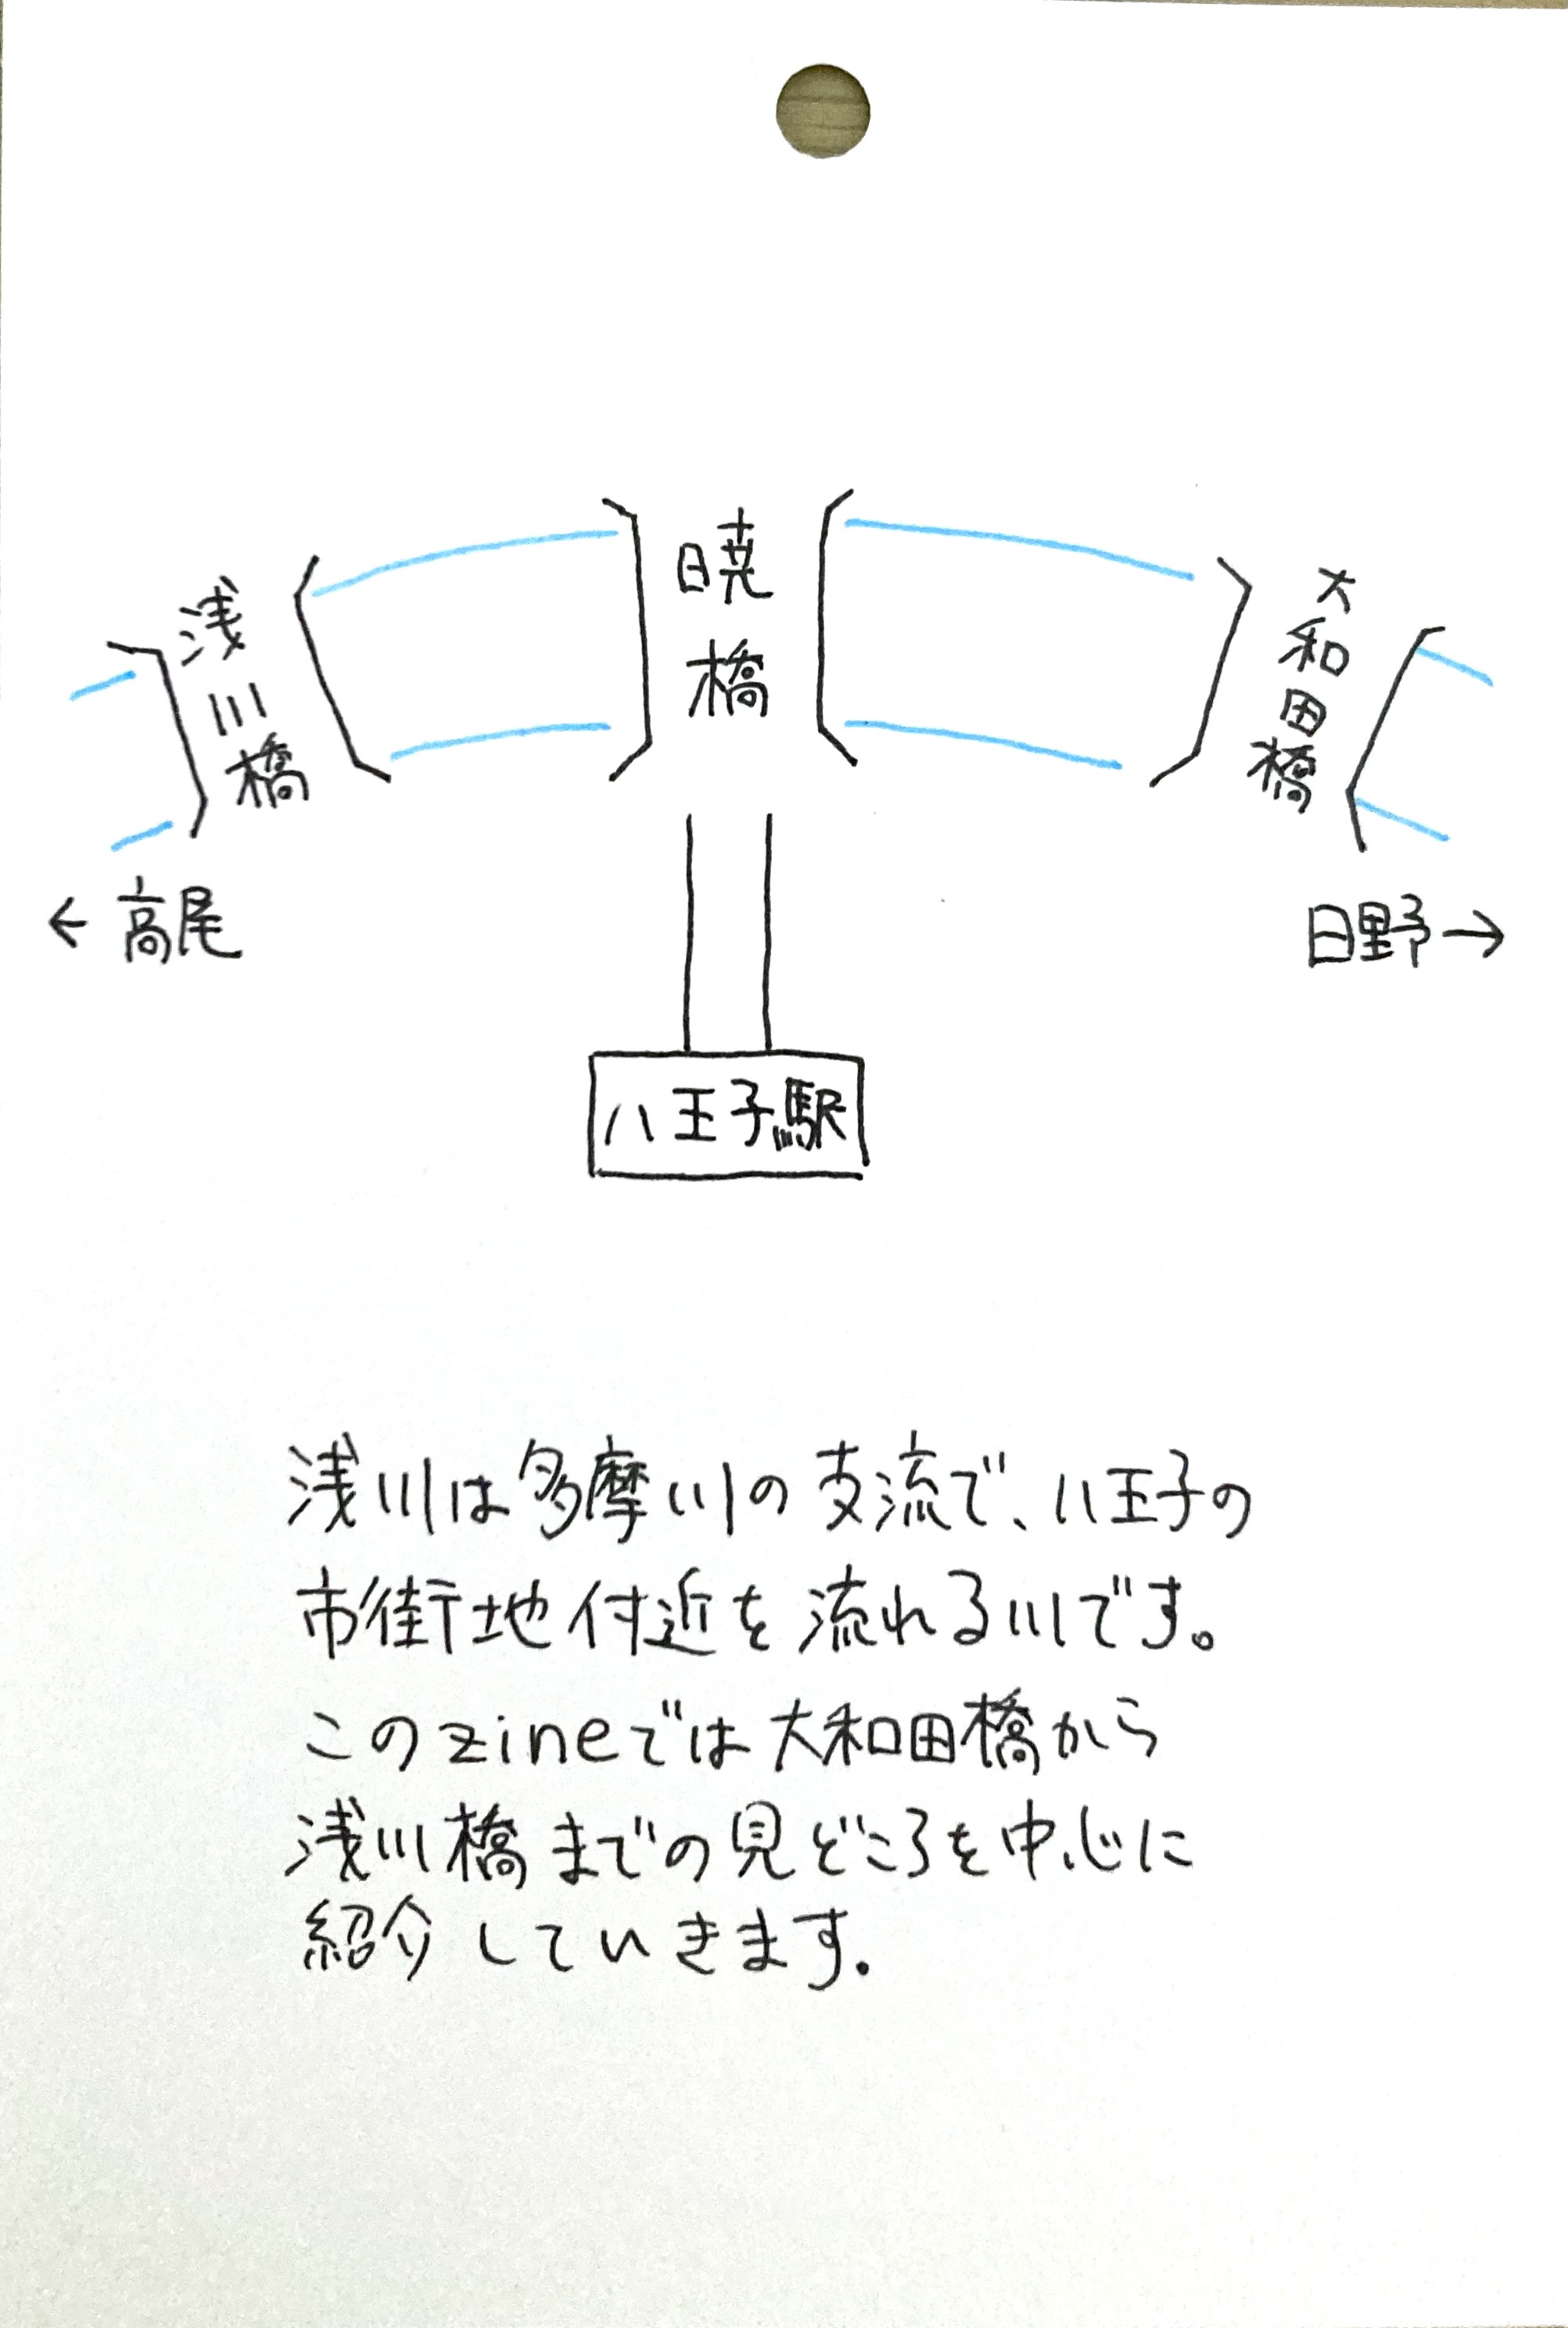 浅川橋
暁橋
大和田橋
← 高尾
日野 →
八王子駅
浅川は多摩川の支流で、八王子の
市街地付近を流れる川です。
このzineでは大和田橋から
浅川橋までの見どころを中心に
紹介していきます。